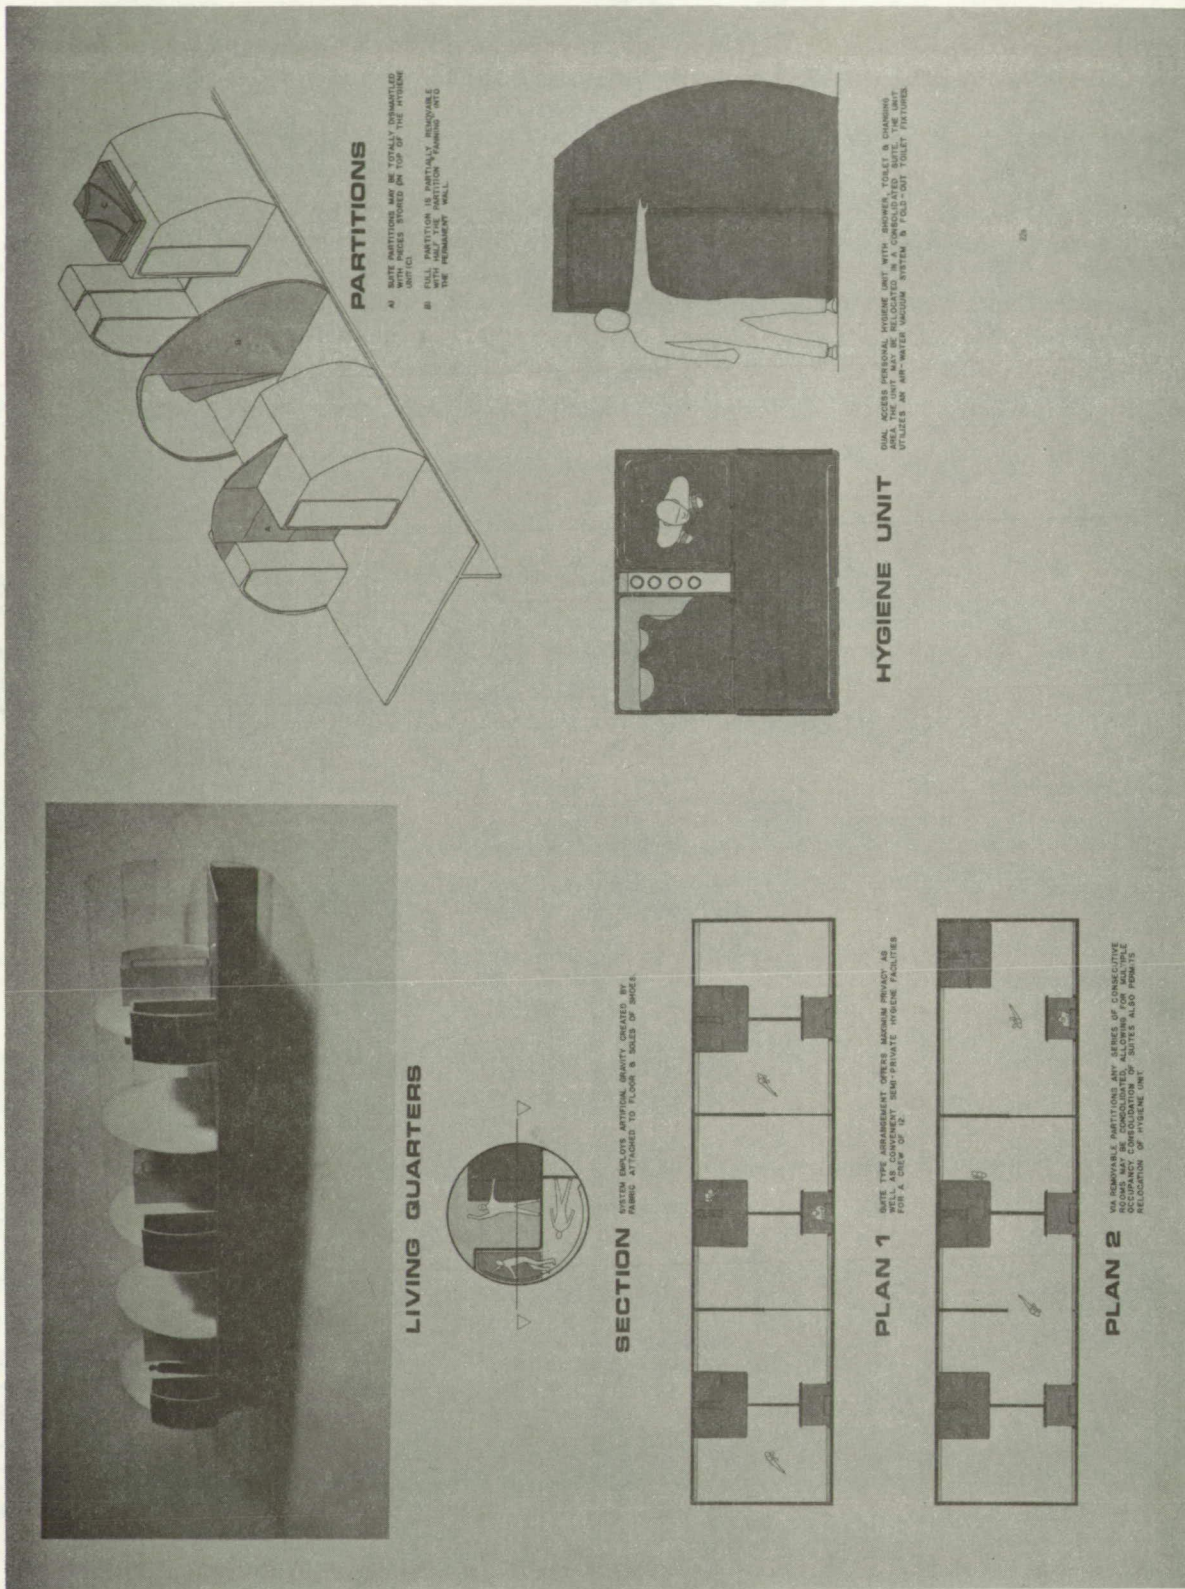 LIVING QUARTERS
SECTION
SYSTEM EMPLOYS ARTIFICIAL GRAVITY CREATED BY
FABRIC ATTACHED TO FLOOR & SOLES OF SHOES.
PLAN 1
SUITE TYPE ARRANGEMENT OFFERS MAXIMUM PRIVACY AS
WELL AS CONVENIENT SEMI-PRIVATE HYGIENE FACILITIES
FOR A CREW OF 12.
PLAN 2
VIA REMOVABLE PARTITIONS ANY SERIES OF CONSECUTIVE
ROOMS MAY BE CONSOLIDATED, ALLOWING FOR MULTIPLE
OCCUPANCY. CONSOLIDATION OF SUITES ALSO PERMITS
RELOCATION OF HYGIENE UNIT.
C
B
A
PARTITIONS
A) SUITE PARTITIONS MAY BE TOTALLY DISMANTLED
WITH PIECES STORED ON TOP OF THE HYGIENE
UNIT (C).
B) FULL PARTITION IS PARTIALLY REMOVABLE
WITH HALF THE PARTITION "FANNING" INTO
THE PERMANENT WALL.
HYGIENE UNIT
DUAL ACCESS PERSONAL HYGIENE UNIT WITH SHOWER, TOILET & CHANGING
AREA. THE UNIT MAY BE RELOCATED IN A CONSOLIDATED SUITE. THE UNIT
UTILIZES AN AIR-WATER VACUUM SYSTEM & FOLD-OUT TOILET FIXTURES.